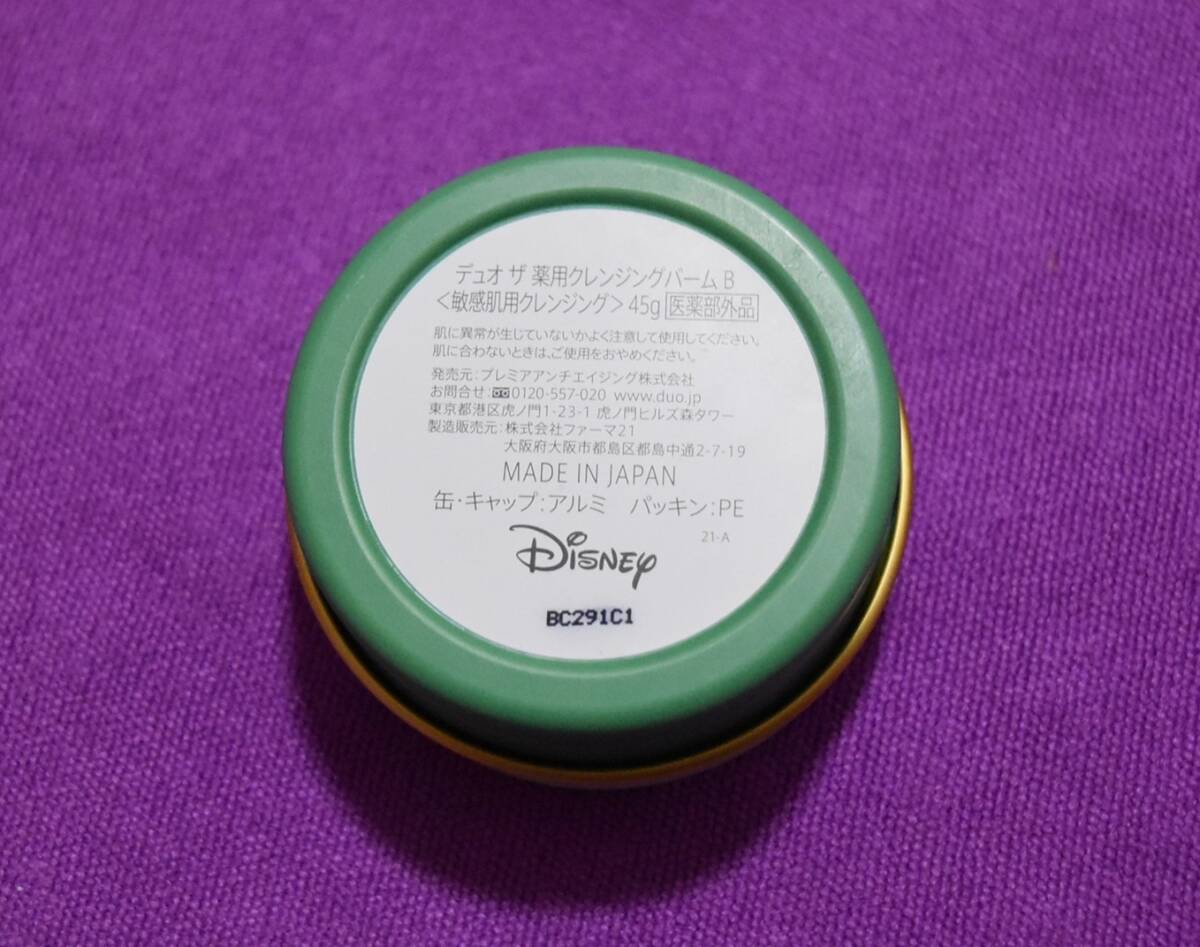 デュオ ザ 薬用クレンジングバーム B
＜敏感肌用クレンジング＞ 45g 医薬部外品
肌に異常が生じていないかよく注意して使用してください。
肌に合わないときは、ご使用をおやめください。
発売元：プレミアアンチエイジング株式会社
お問合せ：0120-557-020 www.duo.jp
東京都港区虎ノ門1-23-1 虎ノ門ヒルズ森タワー
製造販売元：株式会社ファーマ21
大阪府大阪市都島区都島中通2-7-19
MADE IN JAPAN
缶・キャップ：アルミ　パッキン：PE
21-A
Disney
BC291C1